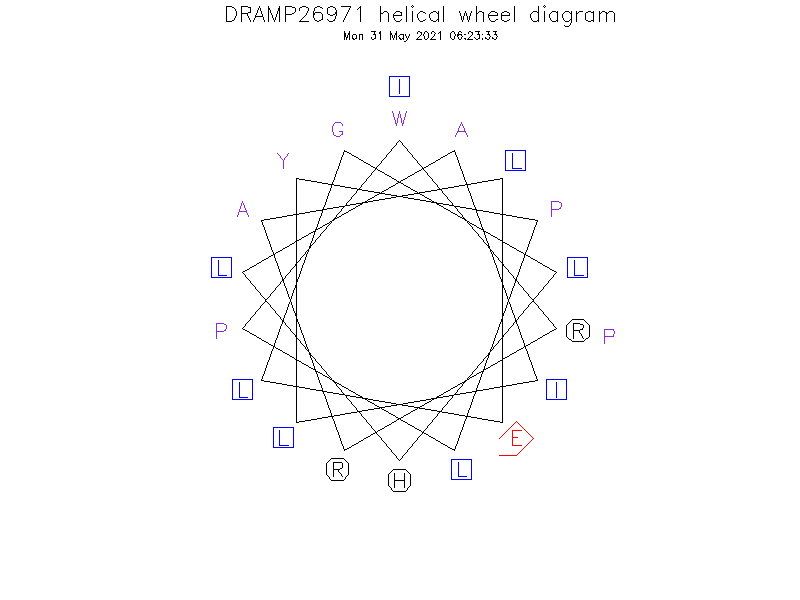 DRAMP26971 helical wheel diagram
Mon 31 May 2021 06:23:33
I
W
G A
Y L
A P
L L
P R P
L I
L E
R L
H